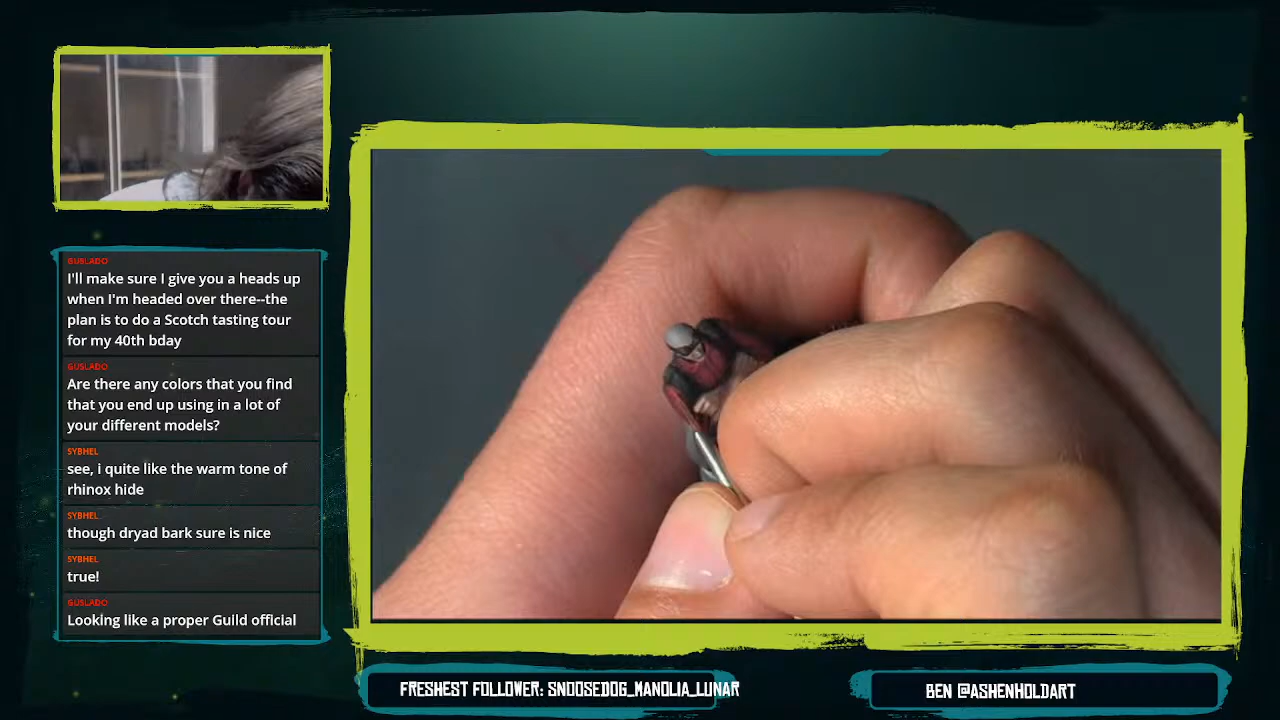 GUSLADO
I'll make sure I give you a heads up
when I'm headed over there--the
plan is to do a Scotch tasting tour
for my 40th bday
GUSLADO
Are there any colors that you find
that you end up using in a lot of
your different models?
SYBHEL
see, i quite like the warm tone of
rhinox hide
SYBHEL
though dryad bark sure is nice
SYBHEL
true!
GUSLADO
Looking like a proper Guild official
FRESHEST FOLLOWER: SNOOSEDOG_MANOLIA_LUNAR
BEN @ASHENHOLDART